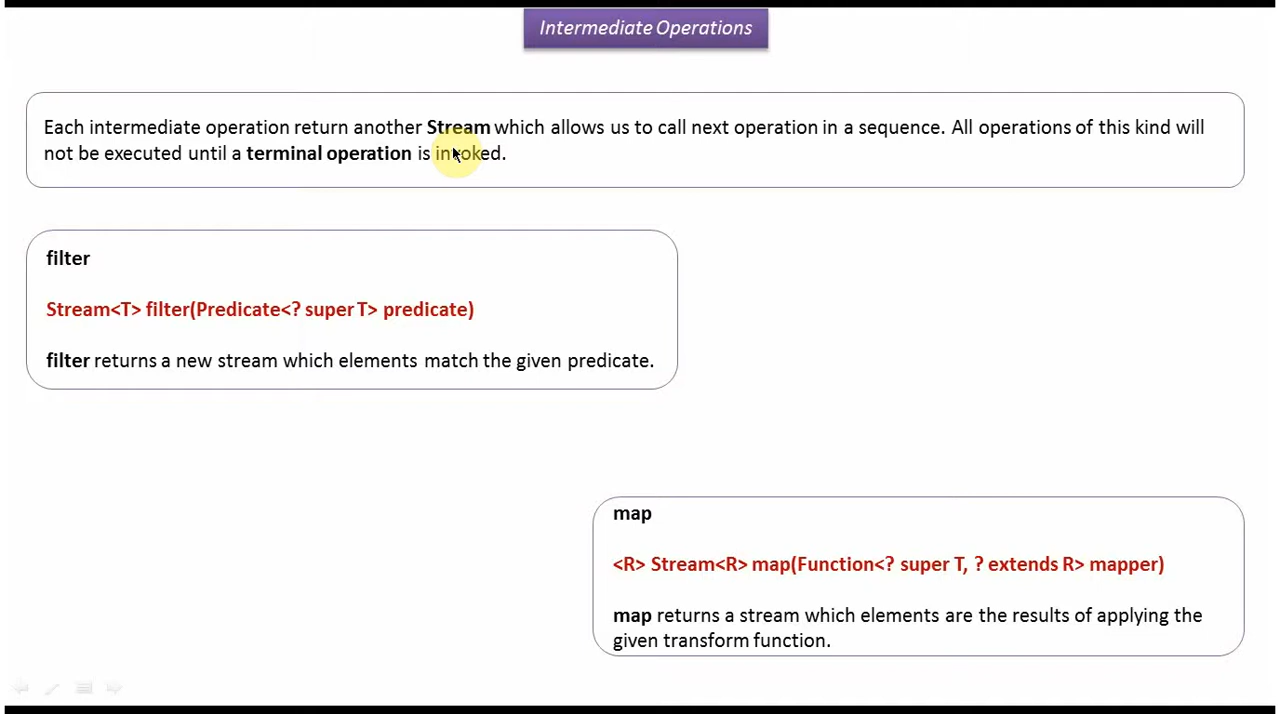 Intermediate Operations
Each intermediate operation return another Stream which allows us to call next operation in a sequence. All operations of this kind will
not be executed until a terminal operation is invoked.
filter
Stream<T> filter(Predicate<? super T> predicate)
filter returns a new stream which elements match the given predicate.
map
<R> Stream<R> map(Function<? super T, ? extends R> mapper)
map returns a stream which elements are the results of applying the
given transform function.